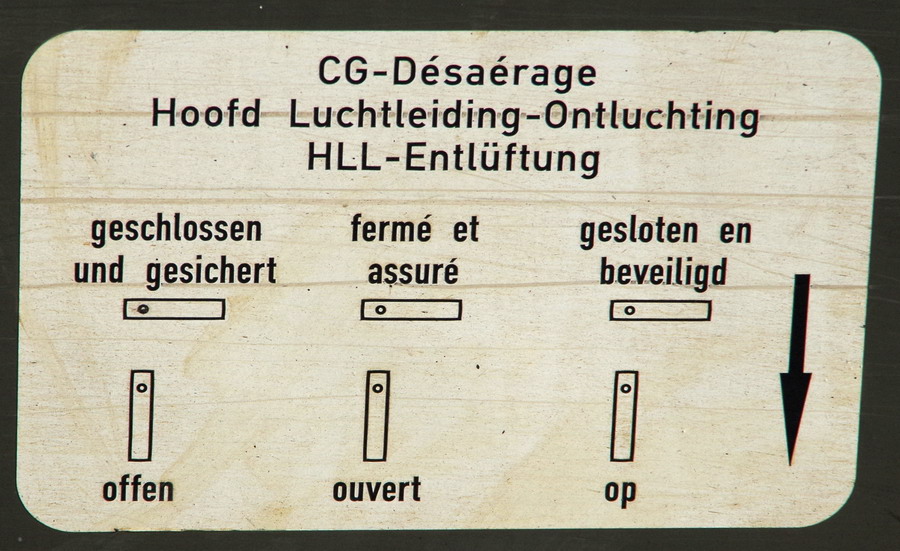 CG-Désaérage
Hoofd Luchtleiding-Ontluchting
HLL-Entlüftung
geschlossen und gesichert
fermé et assuré
gesloten en beveiligd
offen
ouvert
op